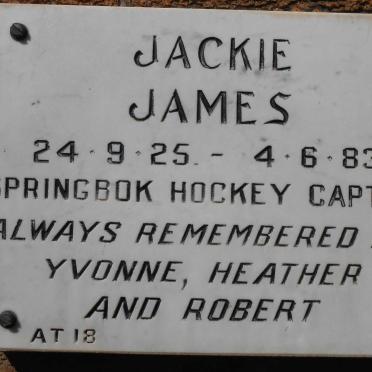 JACKIE
JAMES
24·9·25.- 4·6·83
SPRINGBOK HOCKEY CAPT
ALWAYS REMEMBERED
YVONNE, HEATHER
AND ROBERT
AT 18